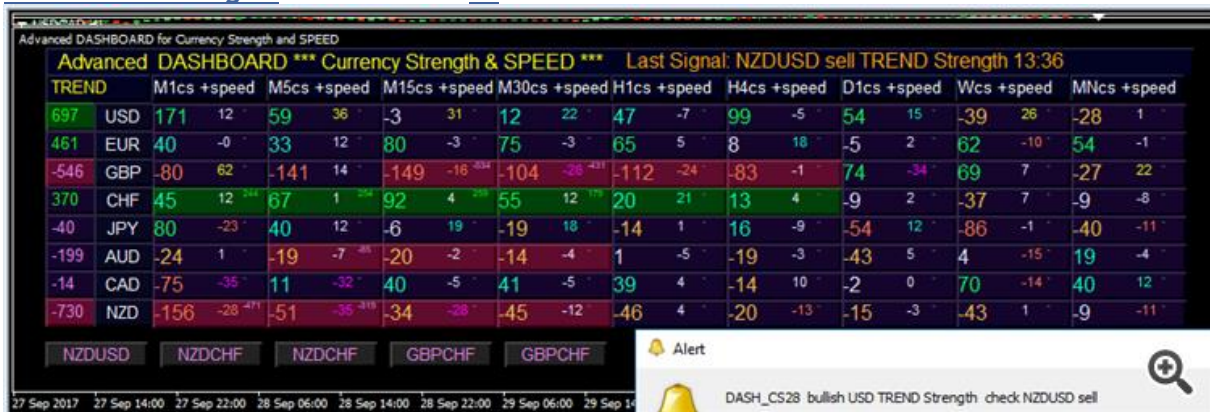 Advanced DASHBOARD for Currency Strength and SPEED
Advanced DASHBOARD *** Currency Strength & SPEED *** Last Signal: NZDUSD sell TREND Strength 13:36
TREND M1cs +speed M5cs +speed M15cs +speed M30cs +speed H1cs +speed H4cs +speed D1cs +speed Wcs +speed MNcs +speed
697 USD 171 12 59 36 -3 31 12 22 47 -7 99 -5 54 15 -39 26 -28 1
461 EUR 40 -0 33 12 80 -3 75 -3 65 5 8 18 -5 2 62 -10 54 -1
-546 GBP -80 62 -141 14 -149 -16 -104 -26 -431 -112 -24 -83 -1 74 -34 69 7 -27 22
370 CHF 45 12 244 67 1 254 92 4 259 55 12 179 20 21 13 4 -9 2 -37 7 -9 -8
-40 JPY 80 -23 40 12 -6 19 -19 18 -14 1 16 -9 -54 12 -86 -1 -40 -11
-199 AUD -24 1 -19 -7 -20 -2 -14 -4 1 -5 -19 -3 -43 5 4 -15 19 -4
-14 CAD -75 -35 11 -32 40 -5 41 -5 39 4 -14 10 -2 0 70 -14 40 12
-730 NZD -156 -28 -471 -51 -35 -315 -34 -28 -45 -12 -46 4 -20 -13 -15 -3 -43 1 -9 -11
NZDUSD NZDCHF NZDCHF GBPCHF GBPCHF
Alert
DASH_CS28 bullish USD TREND Strength check NZDUSD sell
27 Sep 2017 27 Sep 14:00 27 Sep 22:00 28 Sep 06:00 28 Sep 14:00 28 Sep 22:00 29 Sep 06:00 29 Sep